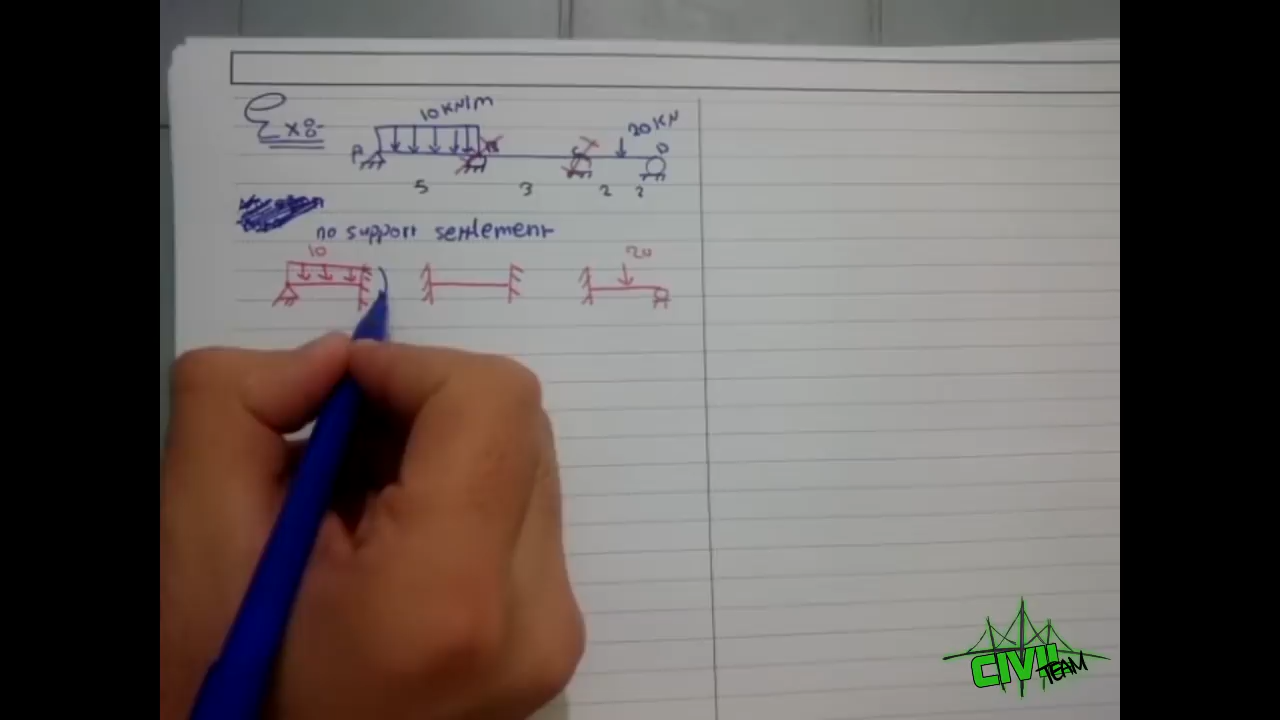 Ex:-
10 KN/m
20 KN
A B C D
5 3 2 2
no support settlement
10 20
CIVIL TEAM